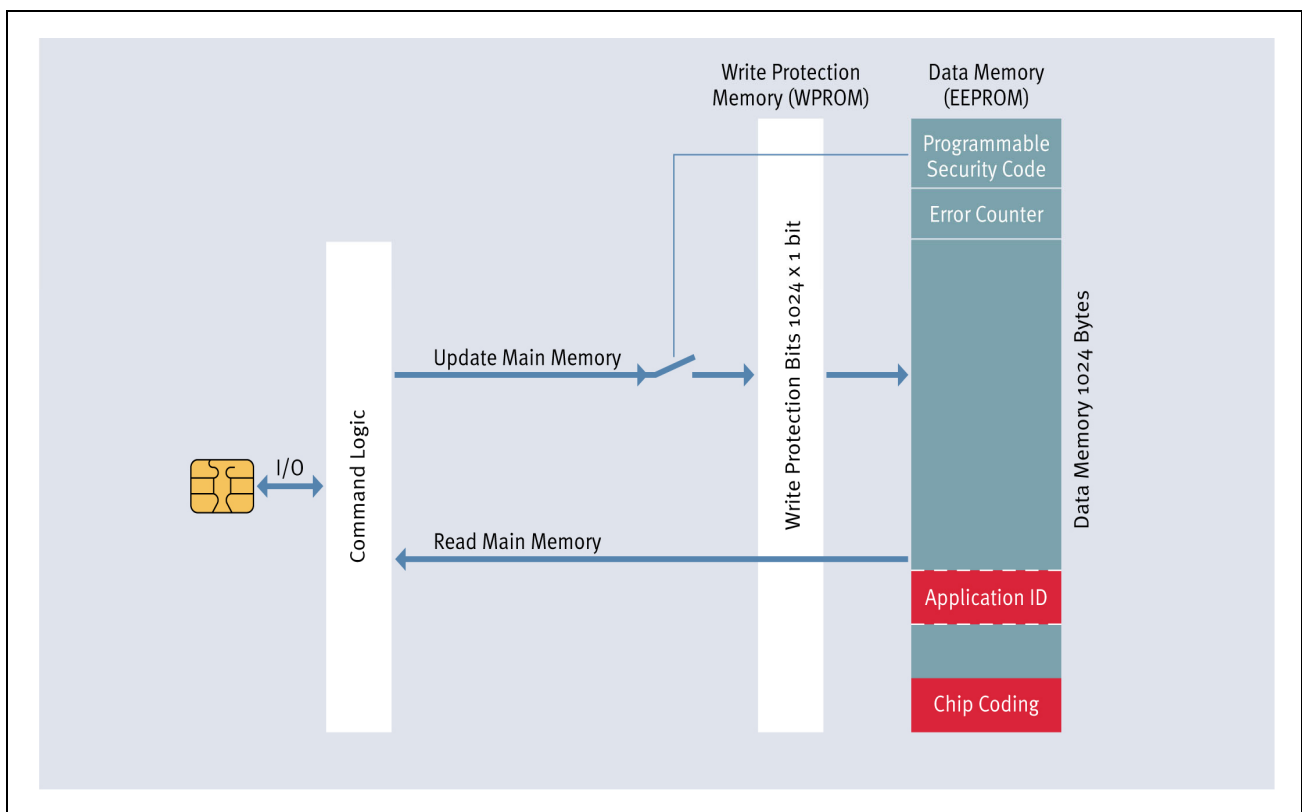 Write Protection
Memory (WPROM)
Data Memory
(EEPROM)
Programmable
Security Code
Error Counter
Write Protection Bits 1024 x 1 bit
Data Memory 1024 Bytes
Update Main Memory
Command Logic
I/O
Read Main Memory
Application ID
Chip Coding